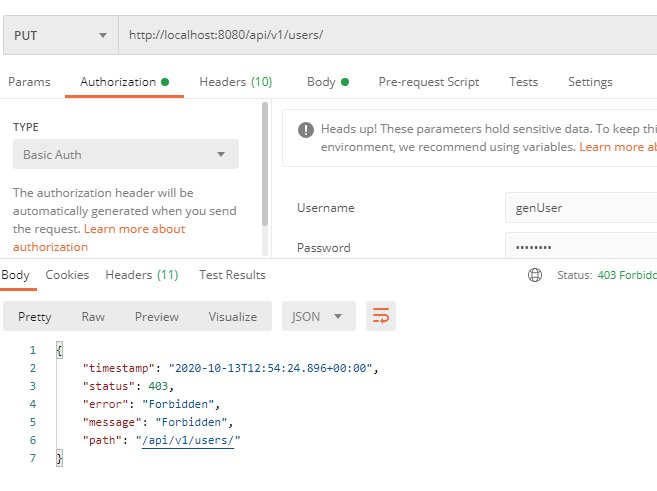 PUT http://localhost:8080/api/v1/users/
Params Authorization Headers (10) Body Pre-request Script Tests Settings
TYPE
Basic Auth
The authorization header will be
automatically generated when you send
the request. Learn more about
authorization
Heads up! These parameters hold sensitive data. To keep thi
environment, we recommend using variables. Learn more ab
Username genUser
Password ••••••••
Body Cookies Headers (11) Test Results Status: 403 Forbidd
Pretty Raw Preview Visualize JSON
1 {
2 "timestamp": "2020-10-13T12:54:24.896+00:00",
3 "status": 403,
4 "error": "Forbidden",
5 "message": "Forbidden",
6 "path": "/api/v1/users/"
7 }